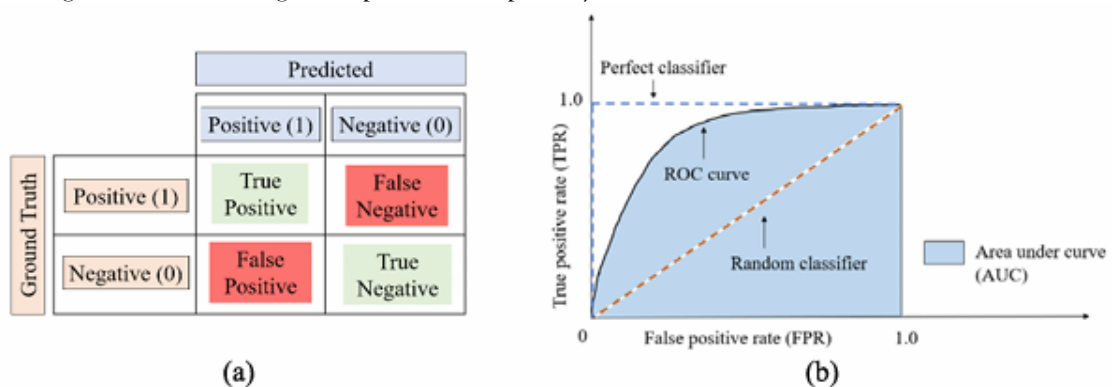 Predicted
Positive (1) Negative (0)
Ground Truth
Positive (1)
True
Positive
False
Negative
Negative (0)
False
Positive
True
Negative
(a)
Perfect classifier
1.0
True positive rate (TPR)
ROC curve
Random classifier
Area under curve
(AUC)
0
False positive rate (FPR)
1.0
(b)